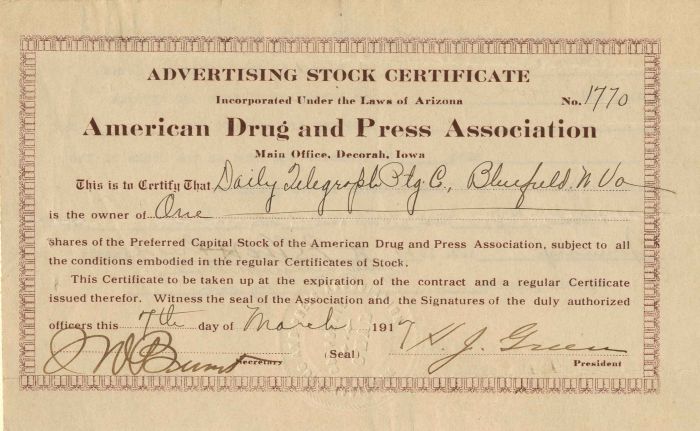 ADVERTISING STOCK CERTIFICATE
Incorporated Under the Laws of Arizona No. 1770
American Drug and Press Association
Main Office, Decorah, Iowa
This is to Certify That Daily Telegraph Ptg Co., Bluefield W Va
is the owner of One
shares of the Preferred Capital Stock of the American Drug and Press Association, subject to all
the conditions embodied in the regular Certificates of Stock.
This Certificate to be taken up at the expiration of the contract and a regular Certificate
issued therefor. Witness the seal of the Association and the Signatures of the duly authorized
officers this 7th day of March 1917
(Seal) H. J. Green
Secretary President